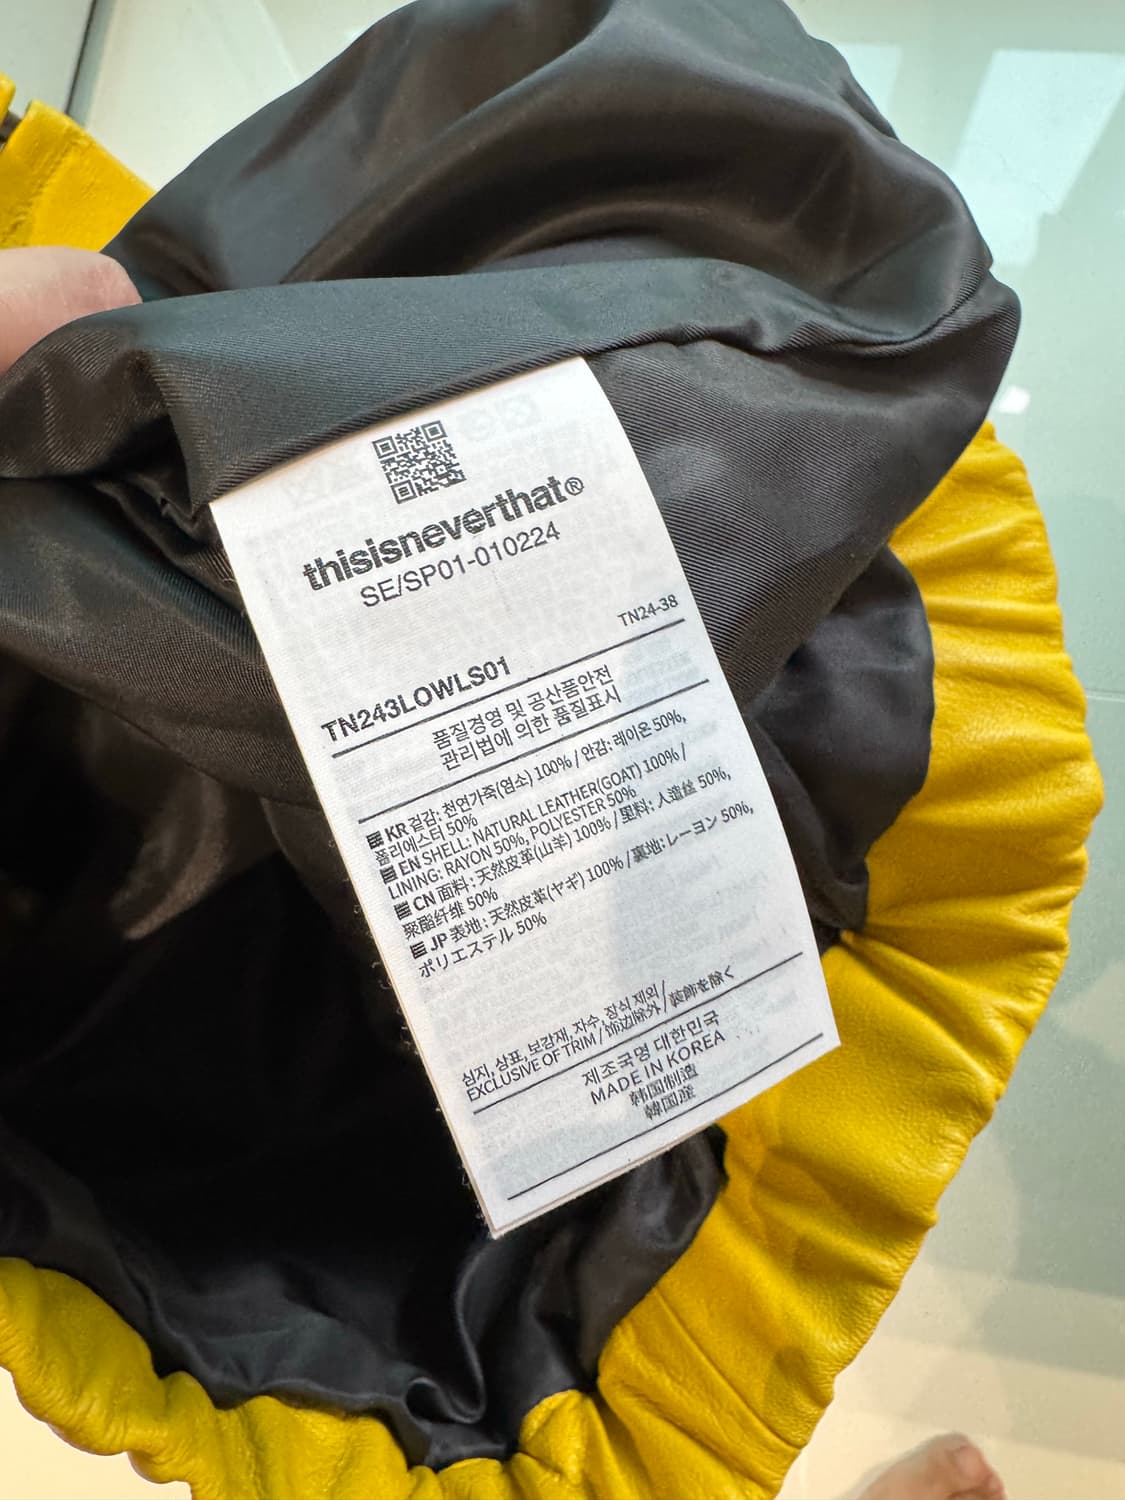 thisisneverthat®
SE/SP01-010224
TN24-38
TN243LOWLS01
품질경영 및 공산품안전
관리법에 의한 품질표시
KR 겉감: 천연가죽(염소) 100% / 안감: 레이온 50%,
폴리에스터 50%
EN SHELL: NATURAL LEATHER(GOAT) 100% /
LINING: RAYON 50%, POLYESTER 50%
CN 面料: 天然皮革(山羊) 100% / 里料: 人造丝 50%,
聚酯纤维 50%
JP 表地: 天然皮革(ヤギ) 100% / 裏地: レーヨン 50%,
ポリエステル 50%
심지, 상표, 보강재, 자수, 장식 제외/
EXCLUSIVE OF TRIM / 饰边除外 / 装飾を除く
제조국명 대한민국
MADE IN KOREA
韩国制造
韓国産